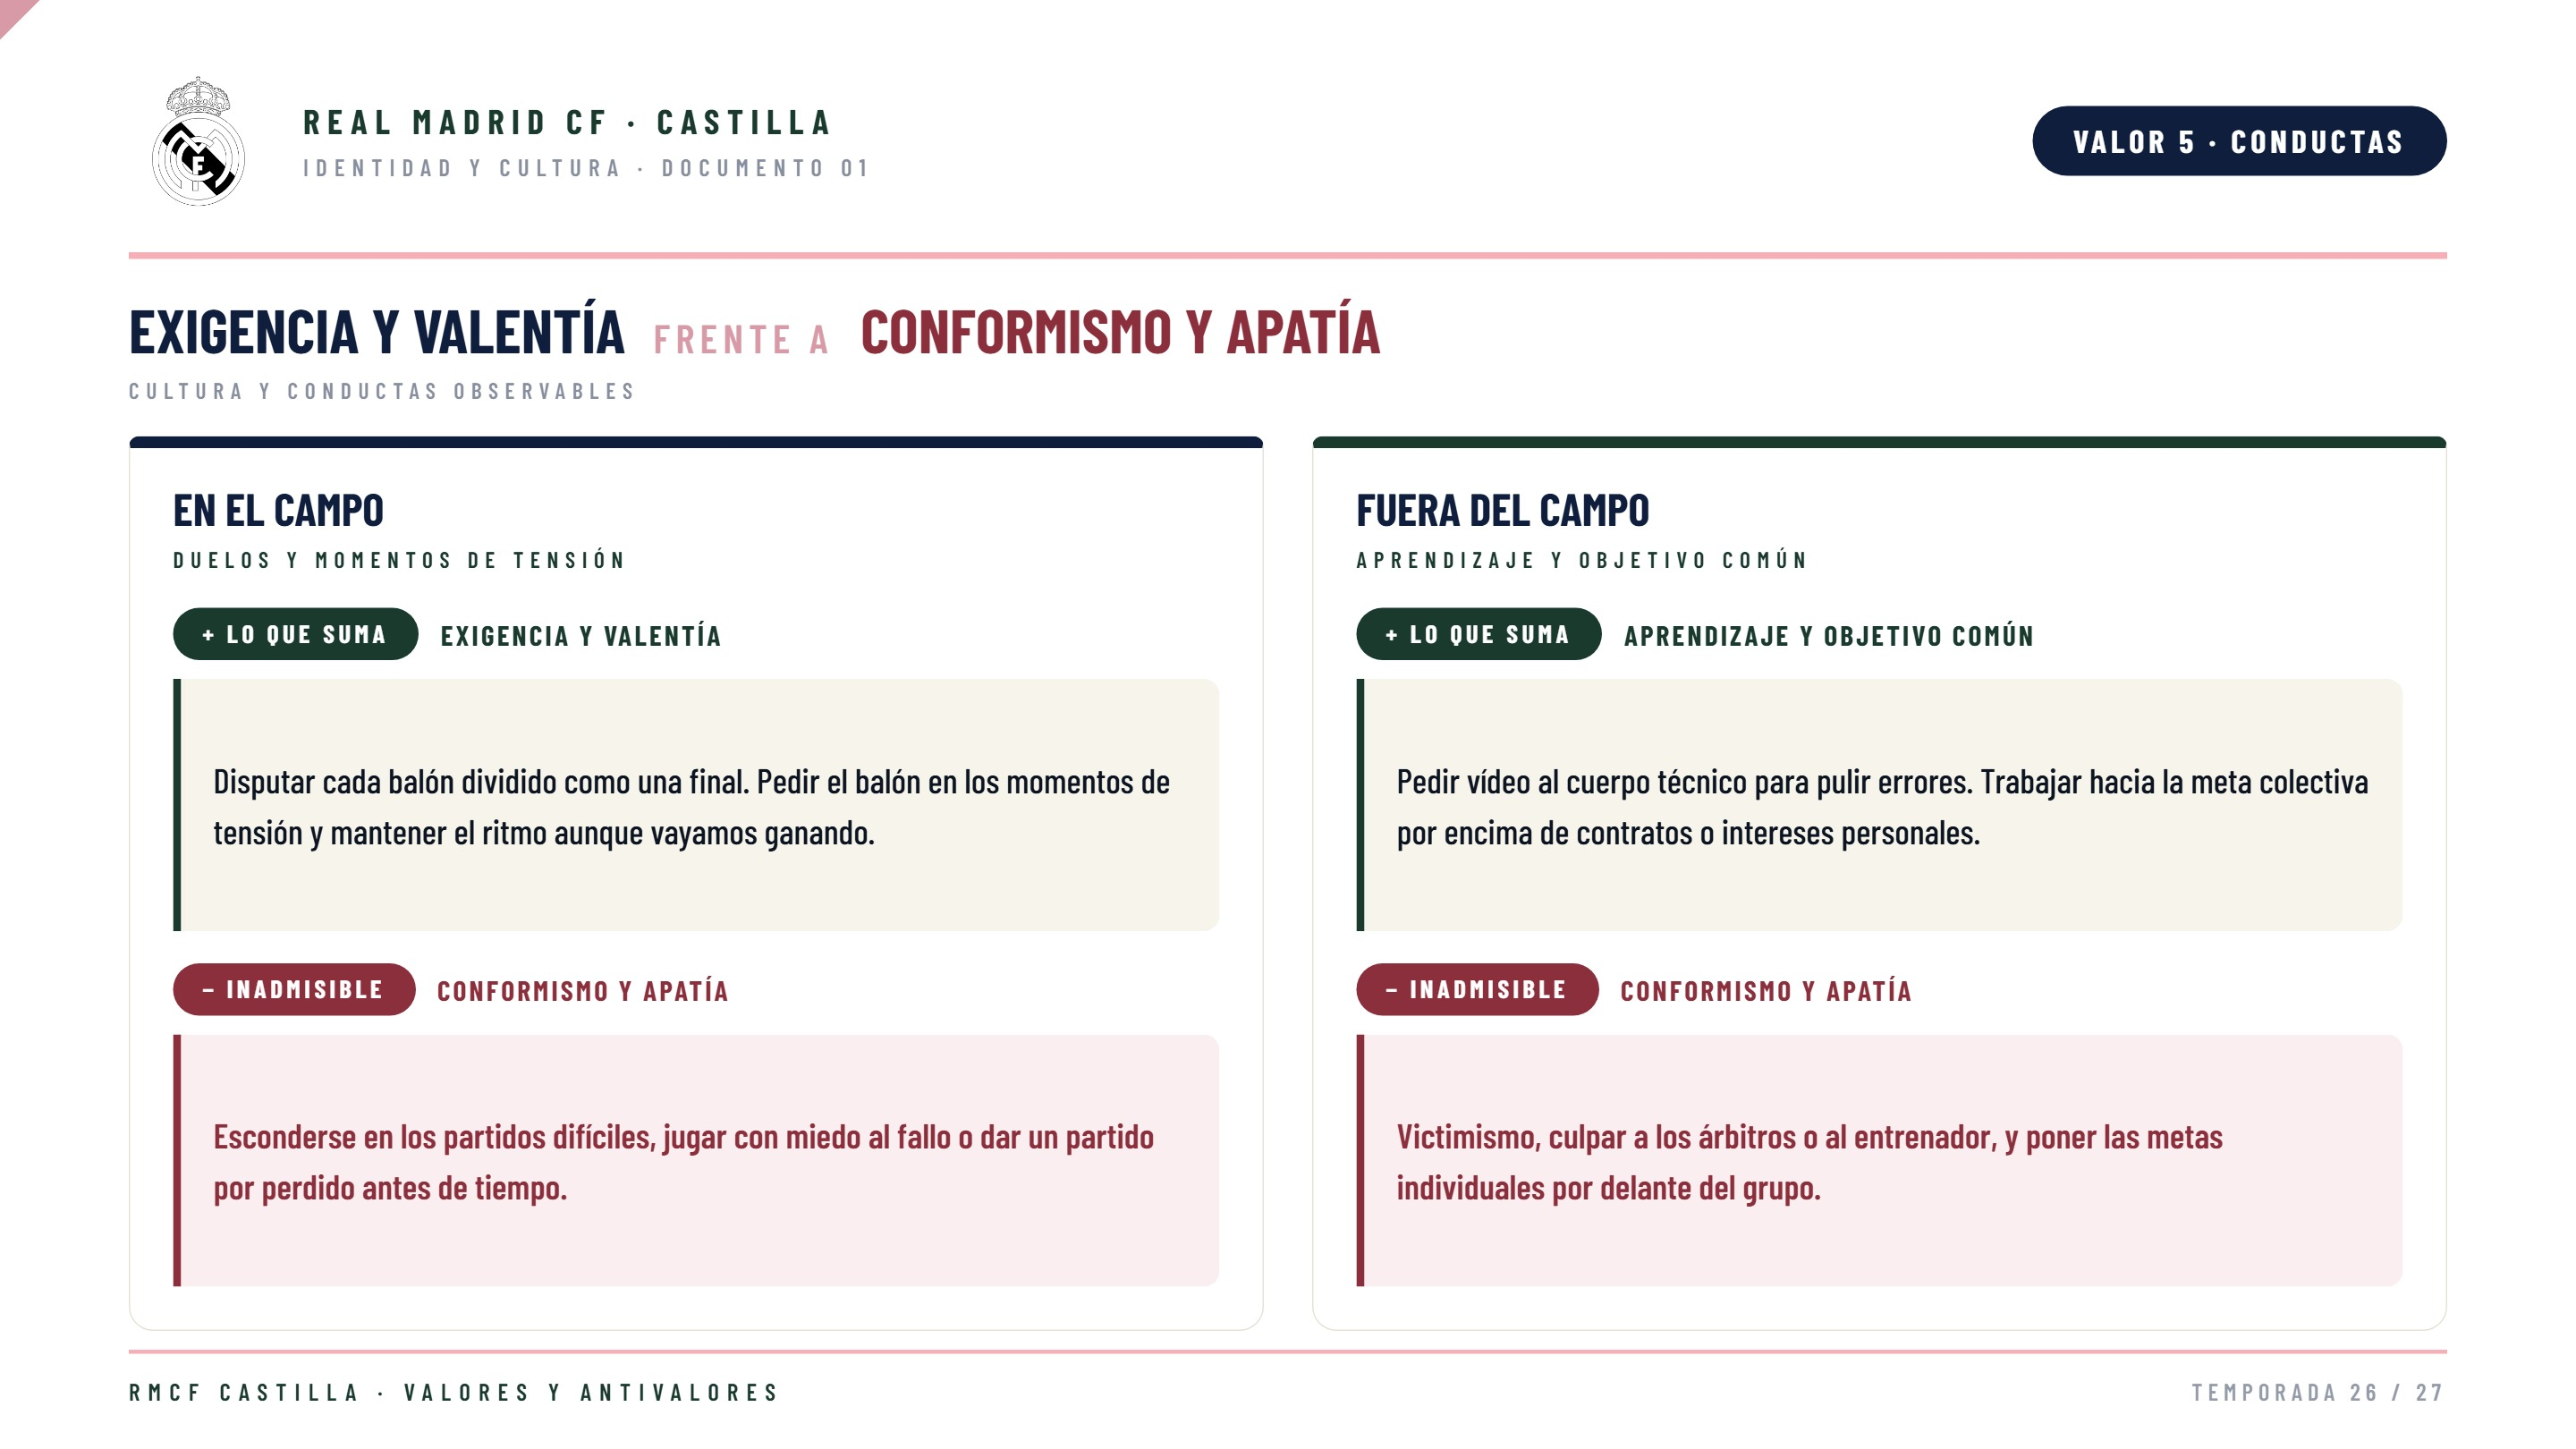 REAL MADRID CF · CASTILLA
IDENTIDAD Y CULTURA · DOCUMENTO 01
VALOR 5 · CONDUCTAS
EXIGENCIA Y VALENTÍA FRENTE A CONFORMISMO Y APATÍA
CULTURA Y CONDUCTAS OBSERVABLES
EN EL CAMPO
DUELOS Y MOMENTOS DE TENSIÓN
+ LO QUE SUMA EXIGENCIA Y VALENTÍA
Disputar cada balón dividido como una final. Pedir el balón en los momentos de
tensión y mantener el ritmo aunque vayamos ganando.
– INADMISIBLE CONFORMISMO Y APATÍA
Esconderse en los partidos difíciles, jugar con miedo al fallo o dar un partido
por perdido antes de tiempo.
FUERA DEL CAMPO
APRENDIZAJE Y OBJETIVO COMÚN
+ LO QUE SUMA APRENDIZAJE Y OBJETIVO COMÚN
Pedir vídeo al cuerpo técnico para pulir errores. Trabajar hacia la meta colectiva
por encima de contratos o intereses personales.
– INADMISIBLE CONFORMISMO Y APATÍA
Victimismo, culpar a los árbitros o al entrenador, y poner las metas
individuales por delante del grupo.
RMCF CASTILLA · VALORES Y ANTIVALORES
TEMPORADA 26 / 27